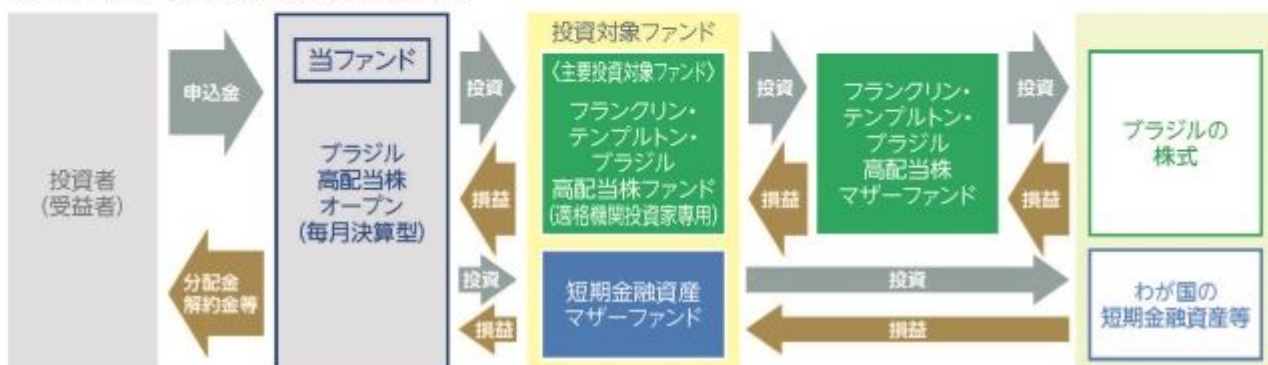 投資者
(受益者)
申込金
分配金
解約金等
当ファンド
ブラジル
高配当株
オープン
(毎月決算型)
投資
損益
投資
損益
投資対象ファンド
〈主要投資対象ファンド〉
フランクリン・
テンプルトン・
ブラジル
高配当株ファンド
(適格機関投資家専用)
短期金融資産
マザーファンド
投資
損益
フランクリン・
テンプルトン・
ブラジル
高配当株
マザーファンド
投資
損益
投資
損益
ブラジルの
株式
わが国の
短期金融資産等